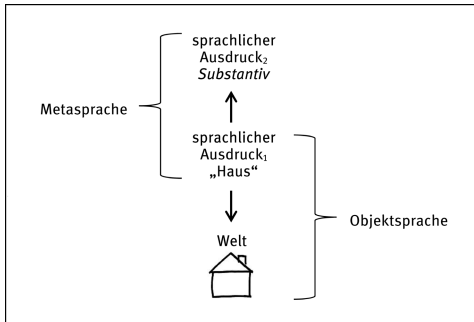 sprachlicher
Ausdruck₂
Substantiv
Metasprache
sprachlicher
Ausdruck₁
„Haus“
Objektsprache
Welt